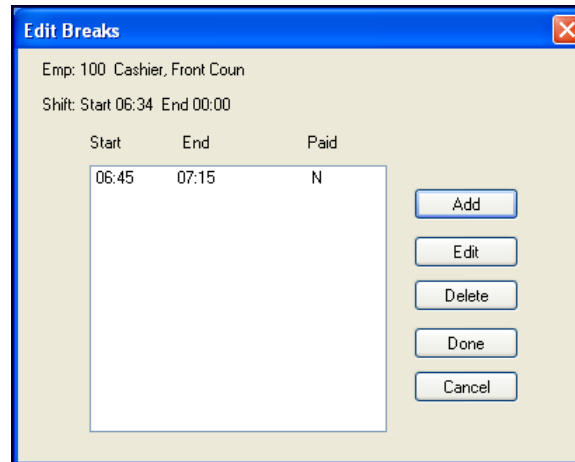 Edit Breaks
Emp: 100 Cashier, Front Coun
Shift: Start 06:34 End 00:00
Start End Paid
06:45 07:15 N
Add
Edit
Delete
Done
Cancel